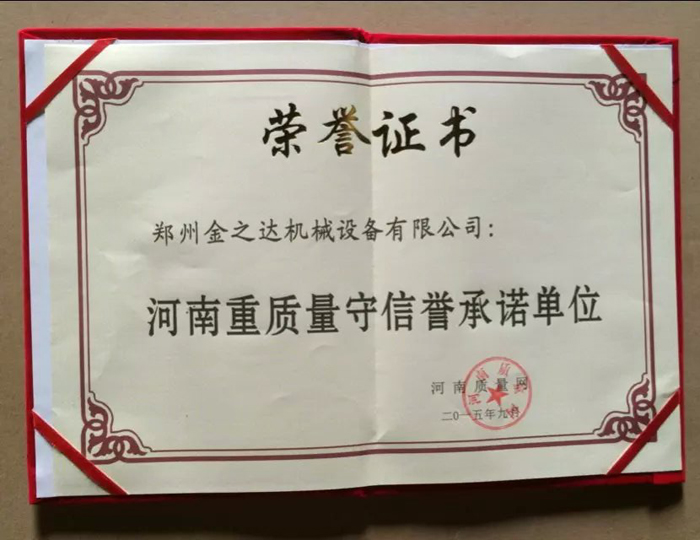 荣誉证书
郑州金之达机械设备有限公司：
河南重质量守信誉承诺单位
河南质量网
二〇一五年九月